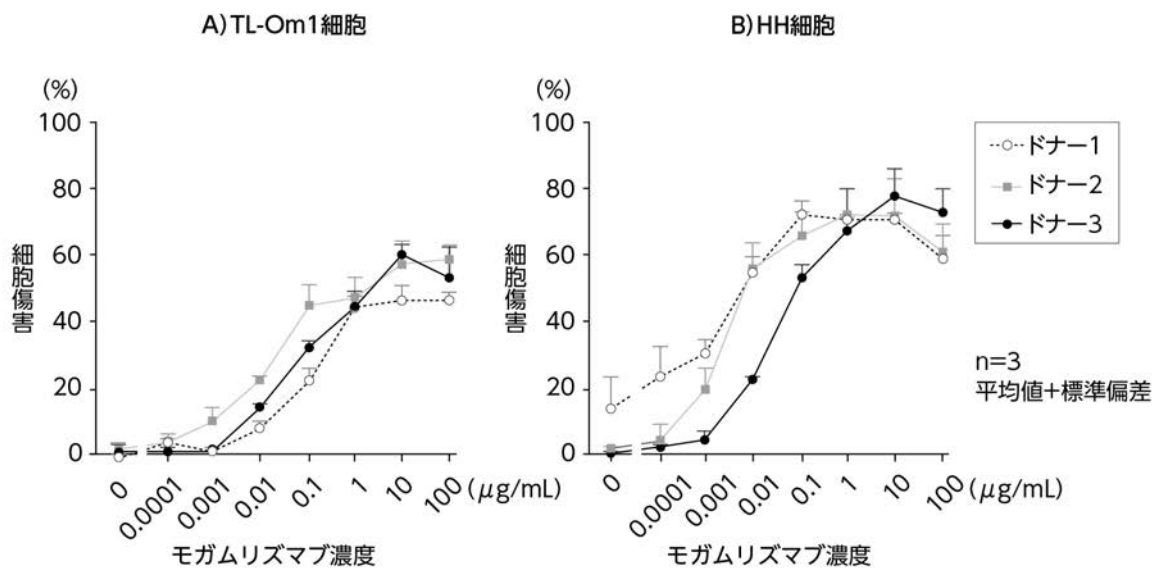 A)TL-Om1細胞
(%)
100
80
60
40
20
0
細胞傷害
0
0.0001
0.001
0.01
0.1
1
10
100
(μg/mL)
モガムリズマブ濃度
B)HH細胞
(%)
100
80
60
40
20
0
細胞傷害
0
0.0001
0.001
0.01
0.1
1
10
100
(μg/mL)
モガムリズマブ濃度
ドナー1
ドナー2
ドナー3
n=3
平均値+標準偏差